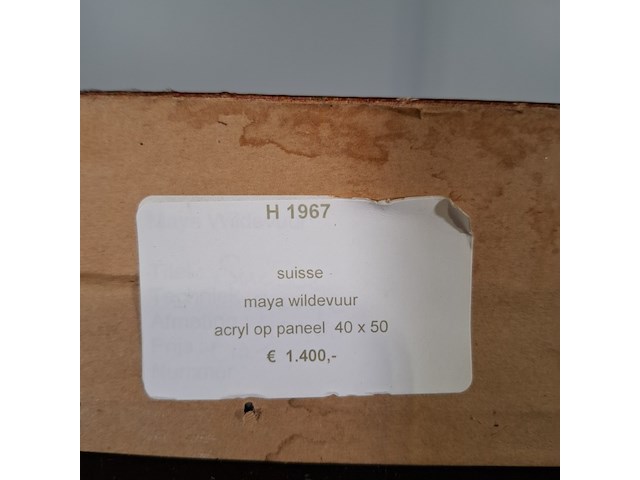 H 1967
suisse
maya wildevuur
acryl op paneel 40 x 50
€ 1.400,-